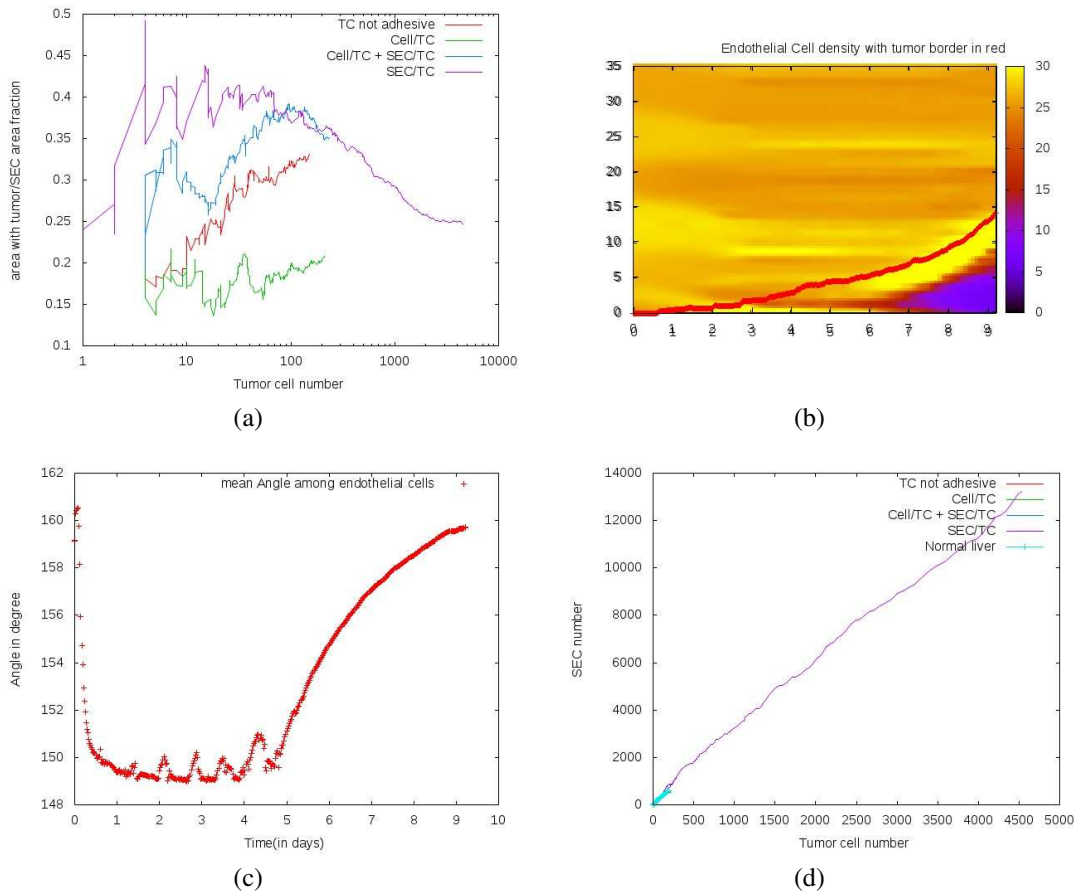 TC not adhesive
Cell/TC
Cell/TC + SEC/TC
SEC/TC
0.5
0.45
0.4
0.35
0.3
0.25
0.2
0.15
0.1
area with tumor/SEC area fraction
1 10 100 1000 10000
Tumor cell number
(a)
Endothelial Cell density with tumor border in red
35
30
25
20
15
10
5
0
0 1 2 3 4 5 6 7 8 9
30
25
20
15
10
5
0
(b)
mean Angle among endothelial cells
162
160
158
156
154
152
150
148
Angle in degree
0 1 2 3 4 5 6 7 8 9 10
Time(in days)
(c)
TC not adhesive
Cell/TC
Cell/TC + SEC/TC
SEC/TC
Normal liver
14000
12000
10000
8000
6000
4000
2000
0
SEC number
0 500 1000 1500 2000 2500 3000 3500 4000 4500 5000
Tumor cell number
(d)